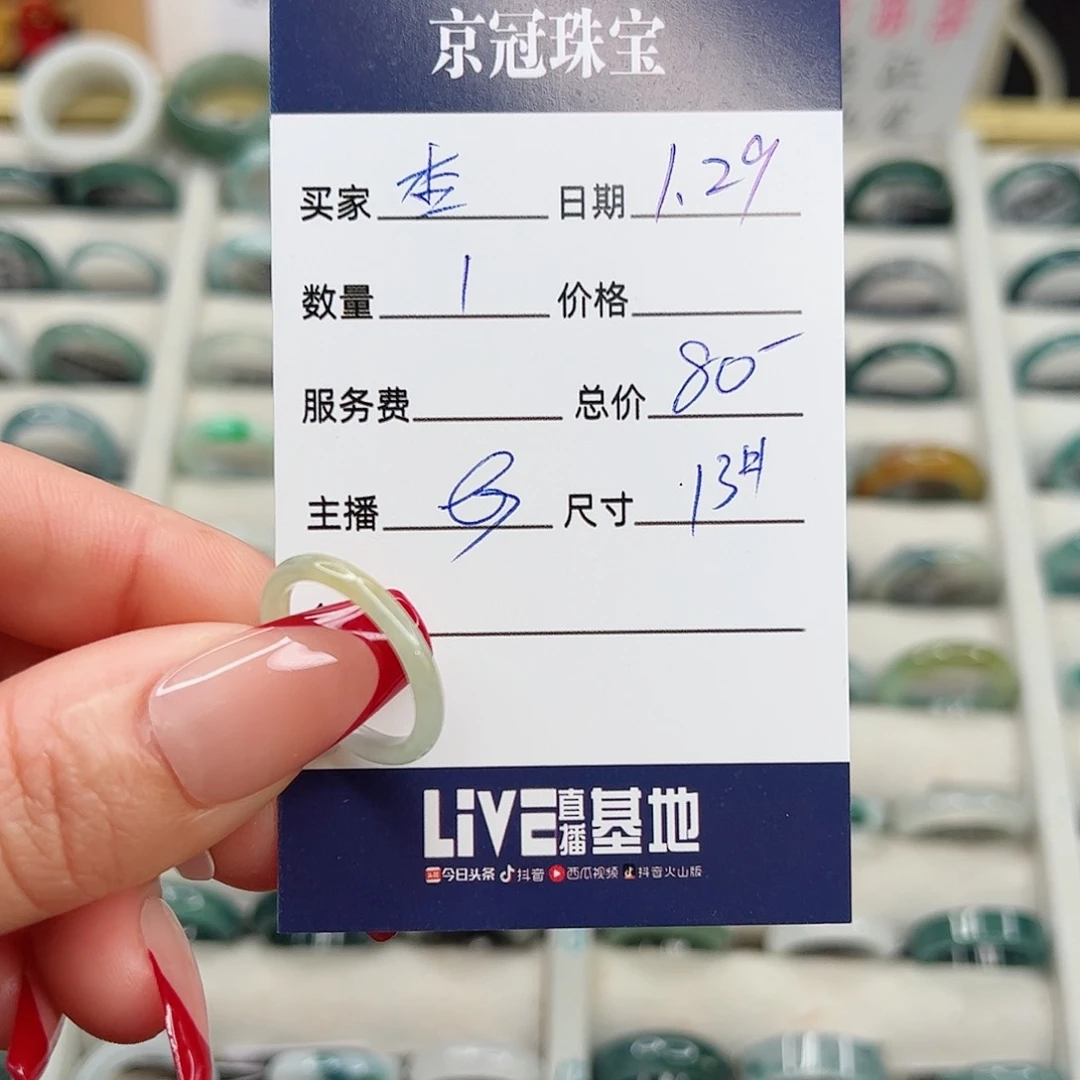 京冠珠宝
买家 杢 日期 1.29
数量 1 价格
服务费 总价 80-
主播 尺寸 13
LiVE直播基地
今日头条 抖音 西瓜视频 抖音火山版